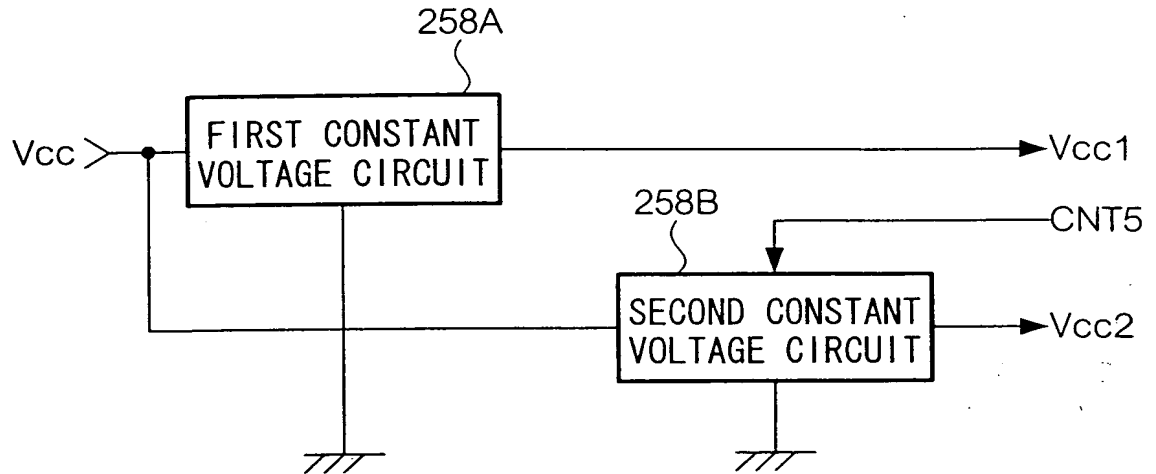 258A
Vcc
FIRST CONSTANT
VOLTAGE CIRCUIT
Vcc1
258B
CNT5
SECOND CONSTANT
VOLTAGE CIRCUIT
Vcc2